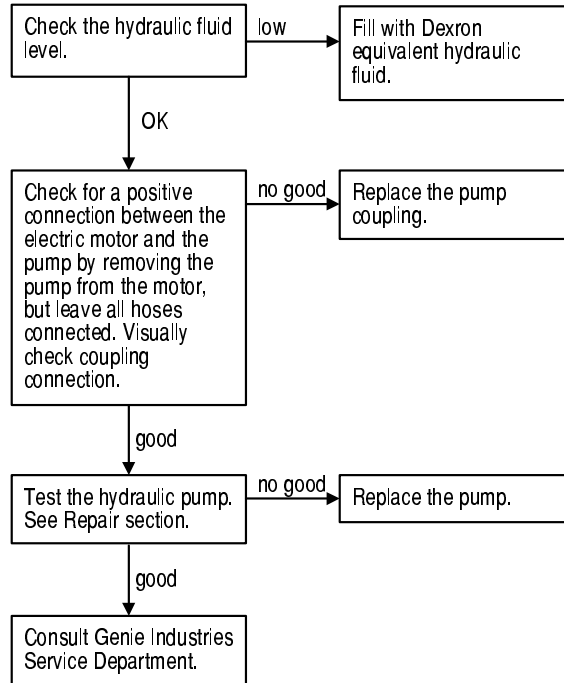 Check the hydraulic fluid
level.
low
Fill with Dexron
equivalent hydraulic
fluid.
OK
Check for a positive
connection between the
electric motor and the
pump by removing the
pump from the motor,
but leave all hoses
connected. Visually
check coupling
connection.
no good
Replace the pump
coupling.
good
Test the hydraulic pump.
See Repair section.
no good
Replace the pump.
good
Consult Genie Industries
Service Department.